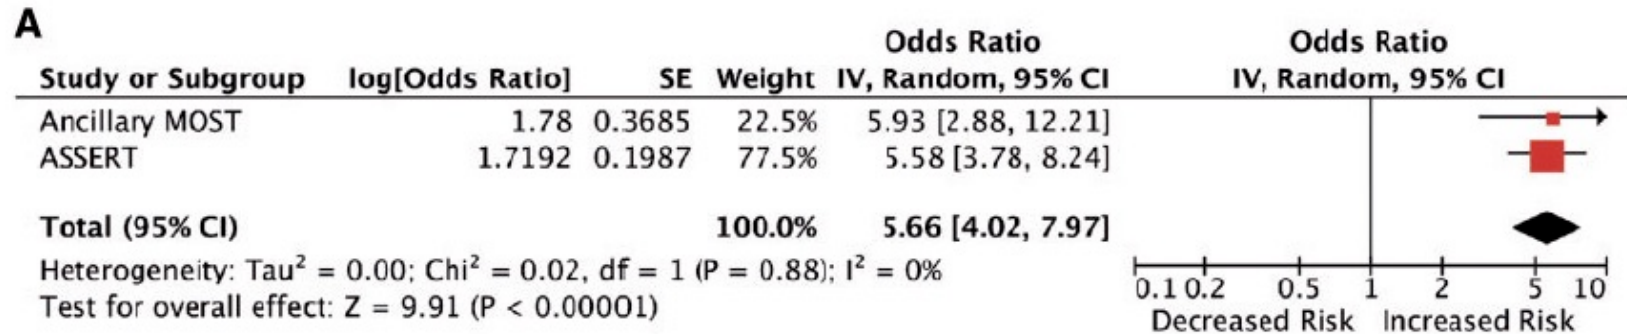 A
Odds Ratio Odds Ratio
Study or Subgroup log[Odds Ratio] SE Weight IV, Random, 95% CI IV, Random, 95% CI
Ancillary MOST 1.78 0.3685 22.5% 5.93 [2.88, 12.21]
ASSERT 1.7192 0.1987 77.5% 5.58 [3.78, 8.24]
Total (95% CI) 100.0% 5.66 [4.02, 7.97]
Heterogeneity: Tau² = 0.00; Chi² = 0.02, df = 1 (P = 0.88); I² = 0%
Test for overall effect: Z = 9.91 (P < 0.00001)
0.1 0.2 0.5 1 2 5 10
Decreased Risk Increased Risk